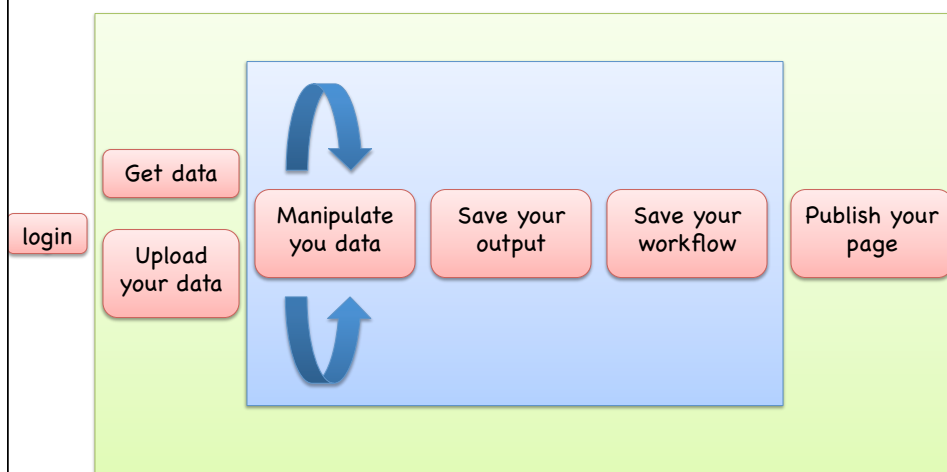 login
Get data
Upload
your data
Manipulate
you data
Save your
output
Save your
workflow
Publish your
page